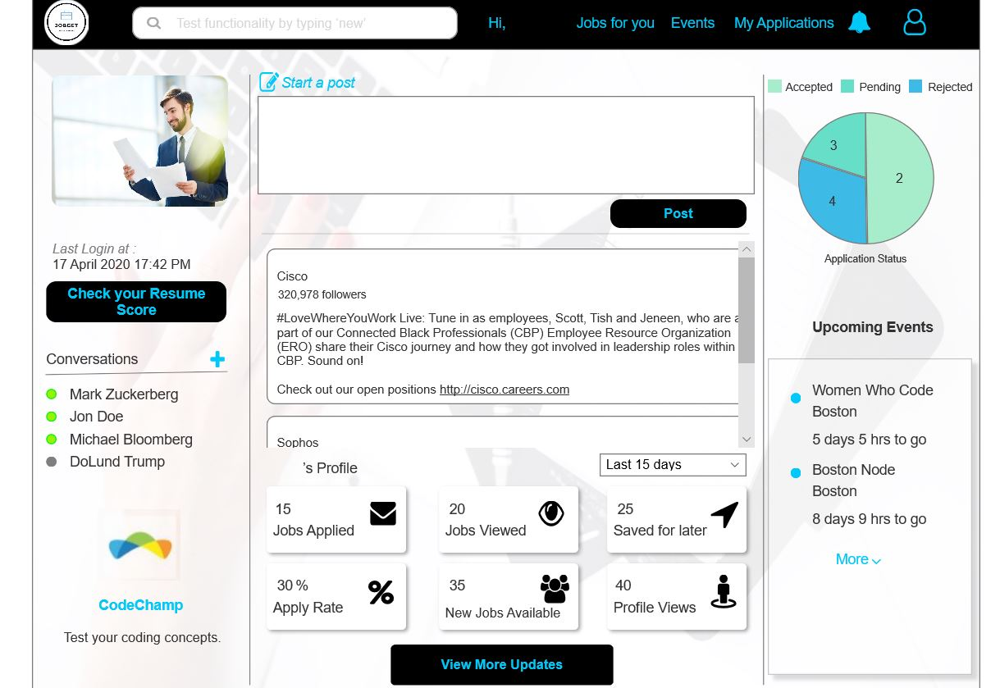 JOBGET
Test functionality by typing ‘new’
Hi,
Jobs for you
Events
My Applications
Last Login at :
17 April 2020 17:42 PM
Check your Resume
Score
Conversations
Mark Zuckerberg
Jon Doe
Michael Bloomberg
DoLund Trump
CodeChamp
Test your coding concepts.
Start a post
Post
Cisco
320,978 followers
#LoveWhereYouWork Live: Tune in as employees, Scott, Tish and Jeneen, who are a
part of our Connected Black Professionals (CBP) Employee Resource Organization
(ERO) share their Cisco journey and how they got involved in leadership roles within
CBP. Sound on!
Check out our open positions http://cisco.careers.com
Sophos
’s Profile
Last 15 days
15
Jobs Applied
20
Jobs Viewed
25
Saved for later
30 %
Apply Rate
35
New Jobs Available
40
Profile Views
View More Updates
Accepted
Pending
Rejected
3
2
4
Application Status
Upcoming Events
Women Who Code
Boston
5 days 5 hrs to go
Boston Node
Boston
8 days 9 hrs to go
More